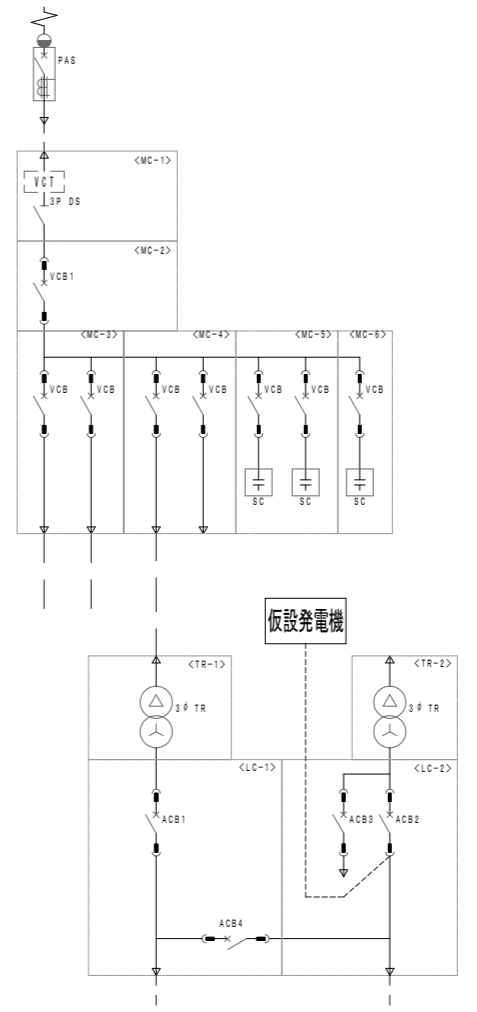 PAS
<MC-1>
VCT
3P DS
<MC-2>
VCB1
<MC-3>
<MC-4>
<MC-5>
<MC-6>
VCB
VCB
VCB
VCB
VCB
VCB
VCB
SC
SC
SC
仮設発電機
<TR-1>
<TR-2>
3φ TR
3φ TR
<LC-1>
<LC-2>
ACB1
ACB3
ACB2
ACB4